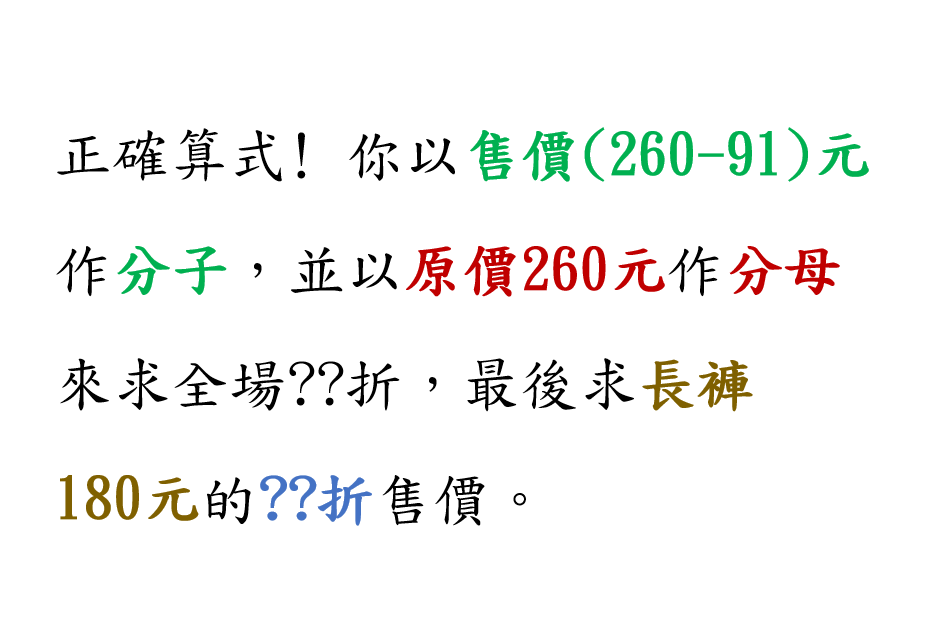 正確算式! 你以售價(260-91)元
作分子，並以原價260元作分母
來求全場??折，最後求長褲
180元的??折售價。